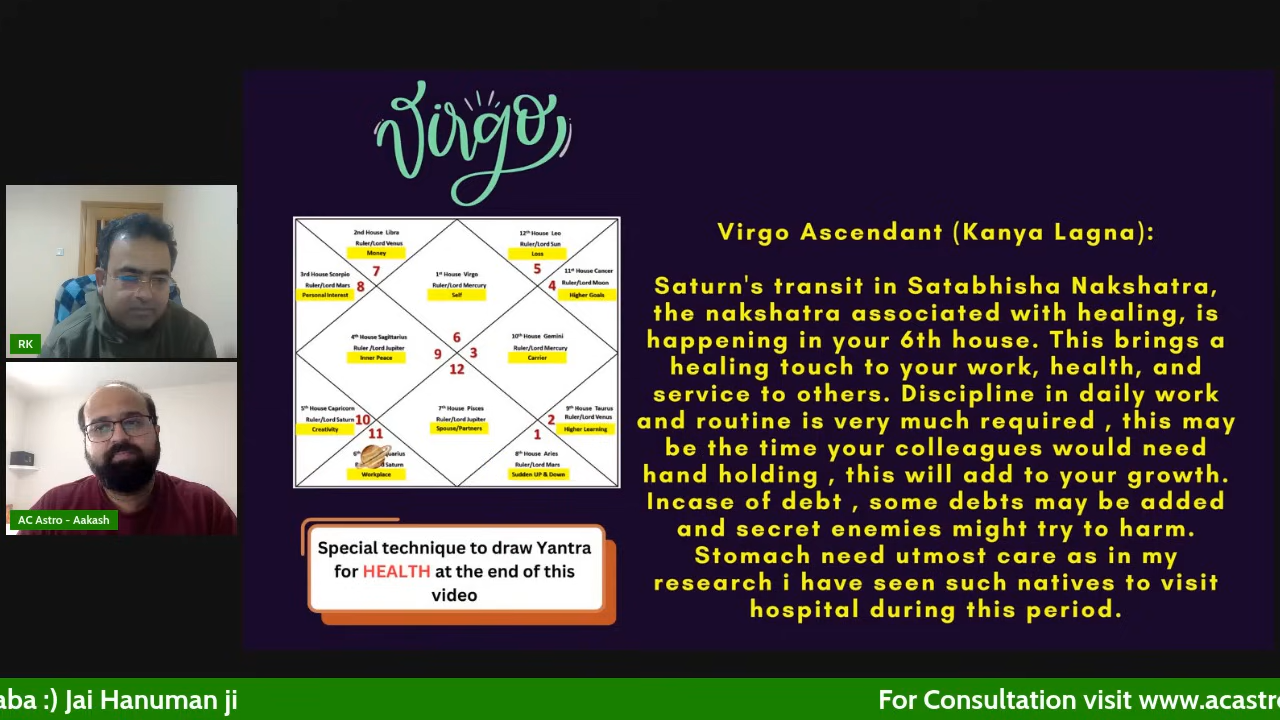 Virgo
2nd House Libra
Ruler/Lord Venus
Money
7
12th House Leo
Ruler/Lord Sun
Loss
5
3rd House Scorpio
Ruler/Lord Mars
Personal Interest
8
1st House Virgo
Ruler/Lord Mercury
Self
11th House Cancer
Ruler/Lord Moon
Higher Goals
4
4th House Sagittarius
Ruler/Lord Jupiter
Inner Peace
6
9 3
12
10th House Gemini
Ruler/Lord Mercury
Carrier
5th House Capricorn
Ruler/Lord Saturn
Creativity
10
11
7th House Pisces
Ruler/Lord Jupiter
Spouse/Partners
9th House Taurus
Ruler/Lord Venus
Higher Learning
2
1
Saturn
Workplace
8th House Aries
Ruler/Lord Mars
Sudden UP & Down
Special technique to draw Yantra
for HEALTH at the end of this
video
Virgo Ascendant (Kanya Lagna):
Saturn's transit in Satabhisha Nakshatra,
the nakshatra associated with healing, is
happening in your 6th house. This brings a
healing touch to your work, health, and
service to others. Discipline in daily work
and routine is very much required , this may
be the time your colleagues would need
hand holding , this will add to your growth.
Incase of debt , some debts may be added
and secret enemies might try to harm.
Stomach need utmost care as in my
research i have seen such natives to visit
hospital during this period.
RK
AC Astro - Aakash
aba :) Jai Hanuman ji
For Consultation visit www.acastr